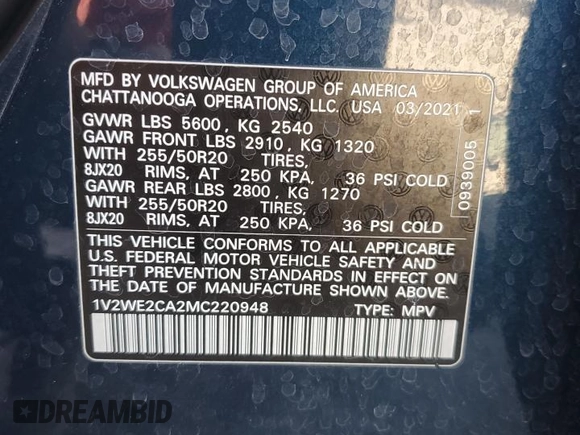 MFD BY VOLKSWAGEN GROUP OF AMERICA
CHATTANOOGA OPERATIONS, LLC. USA 03/2021 1
GVWR LBS 5600, KG 2540
GAWR FRONT LBS 2910, KG 1320
WITH 255/50R20 TIRES,
8JX20 RIMS, AT 250 KPA, 36 PSI COLD
GAWR REAR LBS 2800, KG 1270
WITH 255/50R20 TIRES,
8JX20 RIMS, AT 250 KPA, 36 PSI COLD
0939005
THIS VEHICLE CONFORMS TO ALL APPLICABLE
U.S. FEDERAL MOTOR VEHICLE SAFETY AND
THEFT PREVENTION STANDARDS IN EFFECT ON
THE DATE OF MANUFACTURE SHOWN ABOVE.
1V2WE2CA2MC220948 TYPE: MPV
DREAMBID